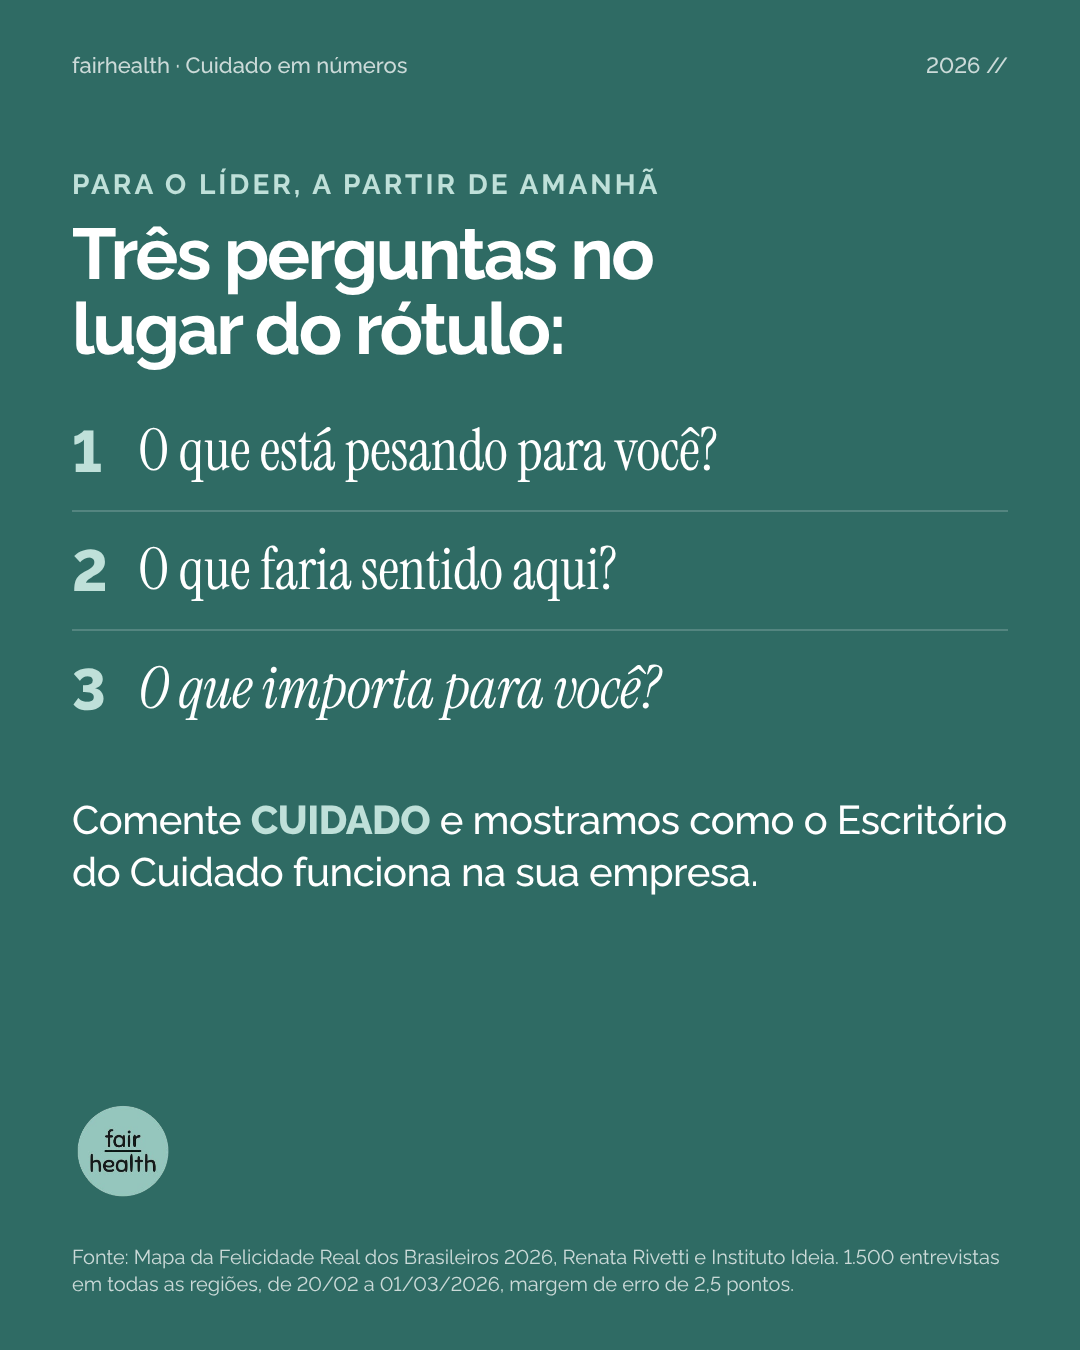 fairhealth · Cuidado em números
2026 //
PARA O LÍDER, A PARTIR DE AMANHÃ
Três perguntas no
lugar do rótulo:
1 O que está pesando para você?
2 O que faria sentido aqui?
3 O que importa para você?
Comente CUIDADO e mostramos como o Escritório
do Cuidado funciona na sua empresa.
fair
health
Fonte: Mapa da Felicidade Real dos Brasileiros 2026, Renata Rivetti e Instituto Ideia. 1.500 entrevistas
em todas as regiões, de 20/02 a 01/03/2026, margem de erro de 2,5 pontos.